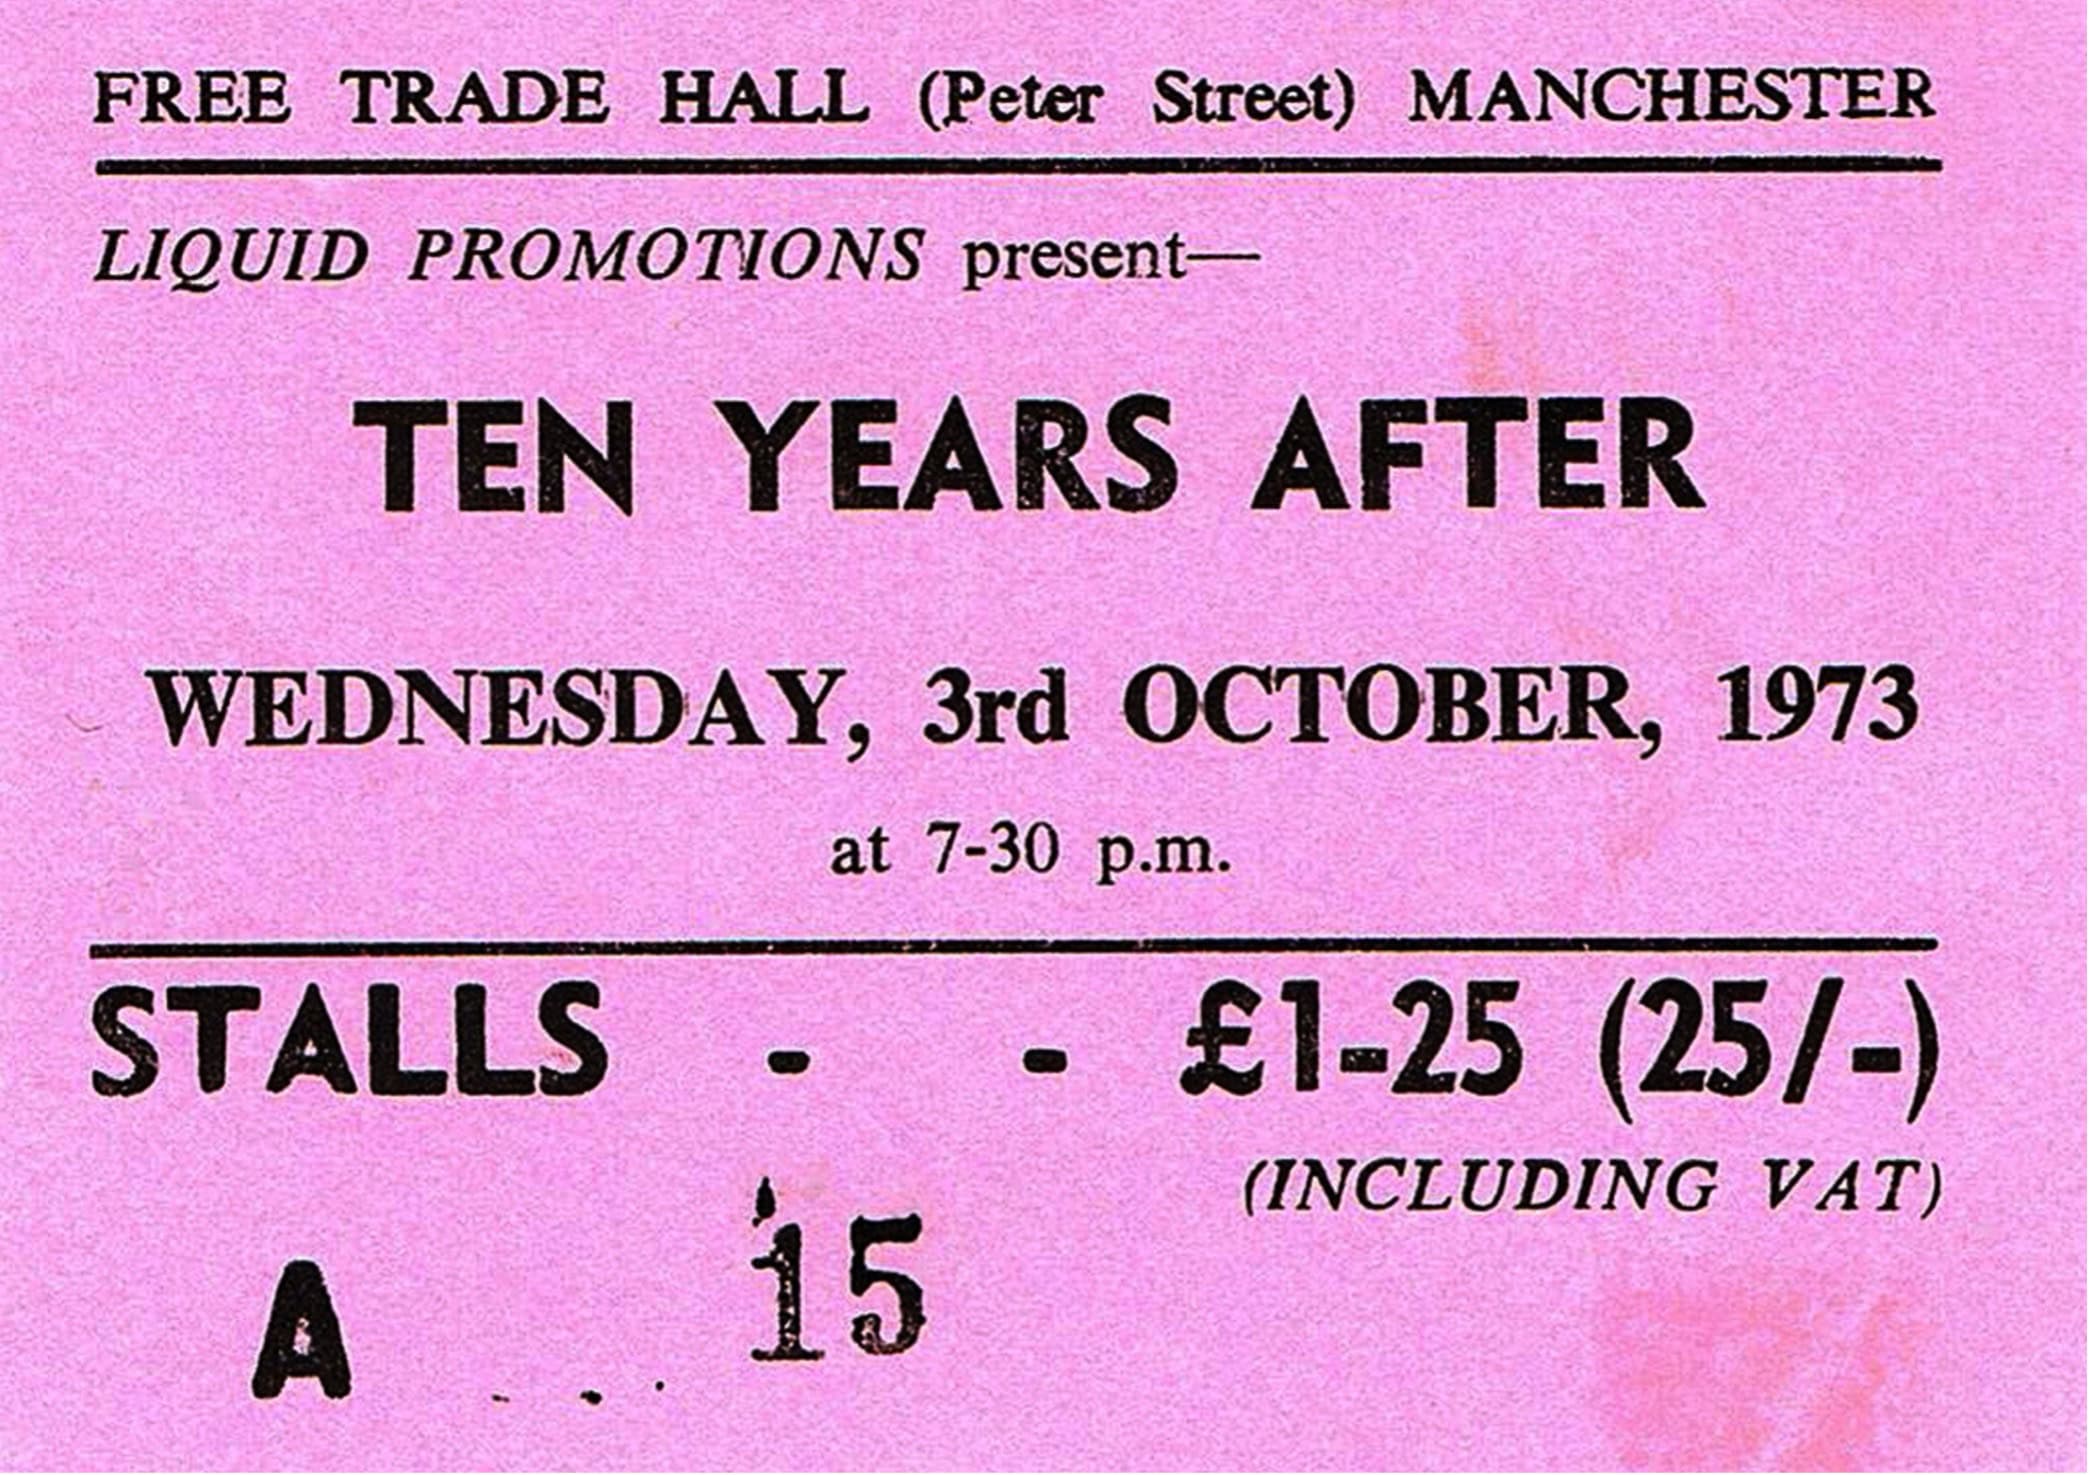 FREE TRADE HALL (Peter Street) MANCHESTER
LIQUID PROMOTIONS present—
TEN YEARS AFTER
WEDNESDAY, 3rd OCTOBER, 1973
at 7-30 p.m.
STALLS - - £1-25 (25/-)
(INCLUDING VAT)
A 15